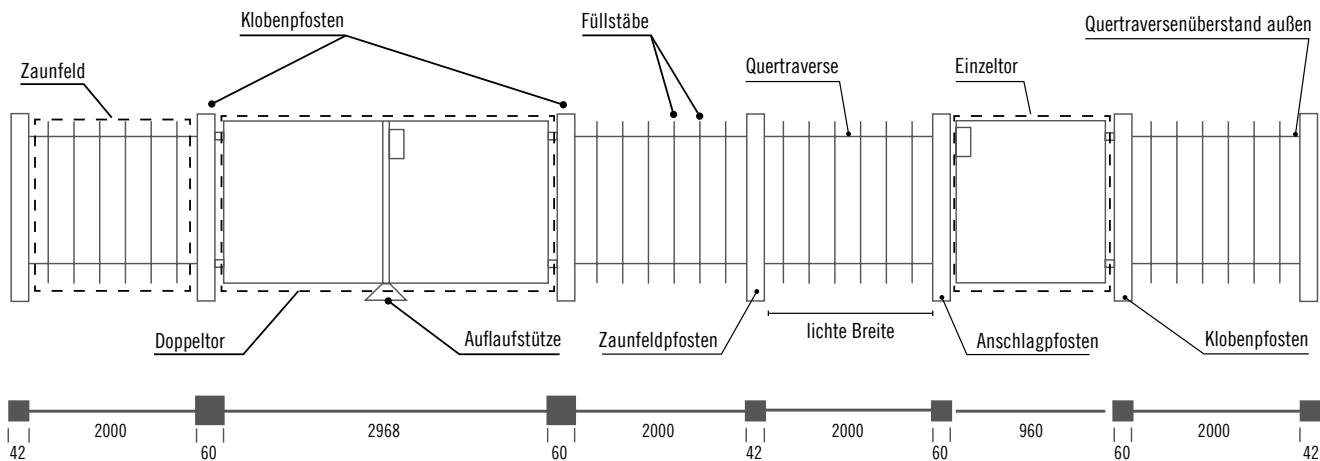 Klobenpfosten
Füllstäbe
Quertraversenüberstand außen
Zaunfeld
Quertraverse
Einzeltor
Doppeltor
Auflaufstütze
Zaunfeldpfosten
lichte Breite
Anschlagpfosten
Klobenpfosten
2000
2968
2000
2000
960
2000
42
60
60
42
60
60
42